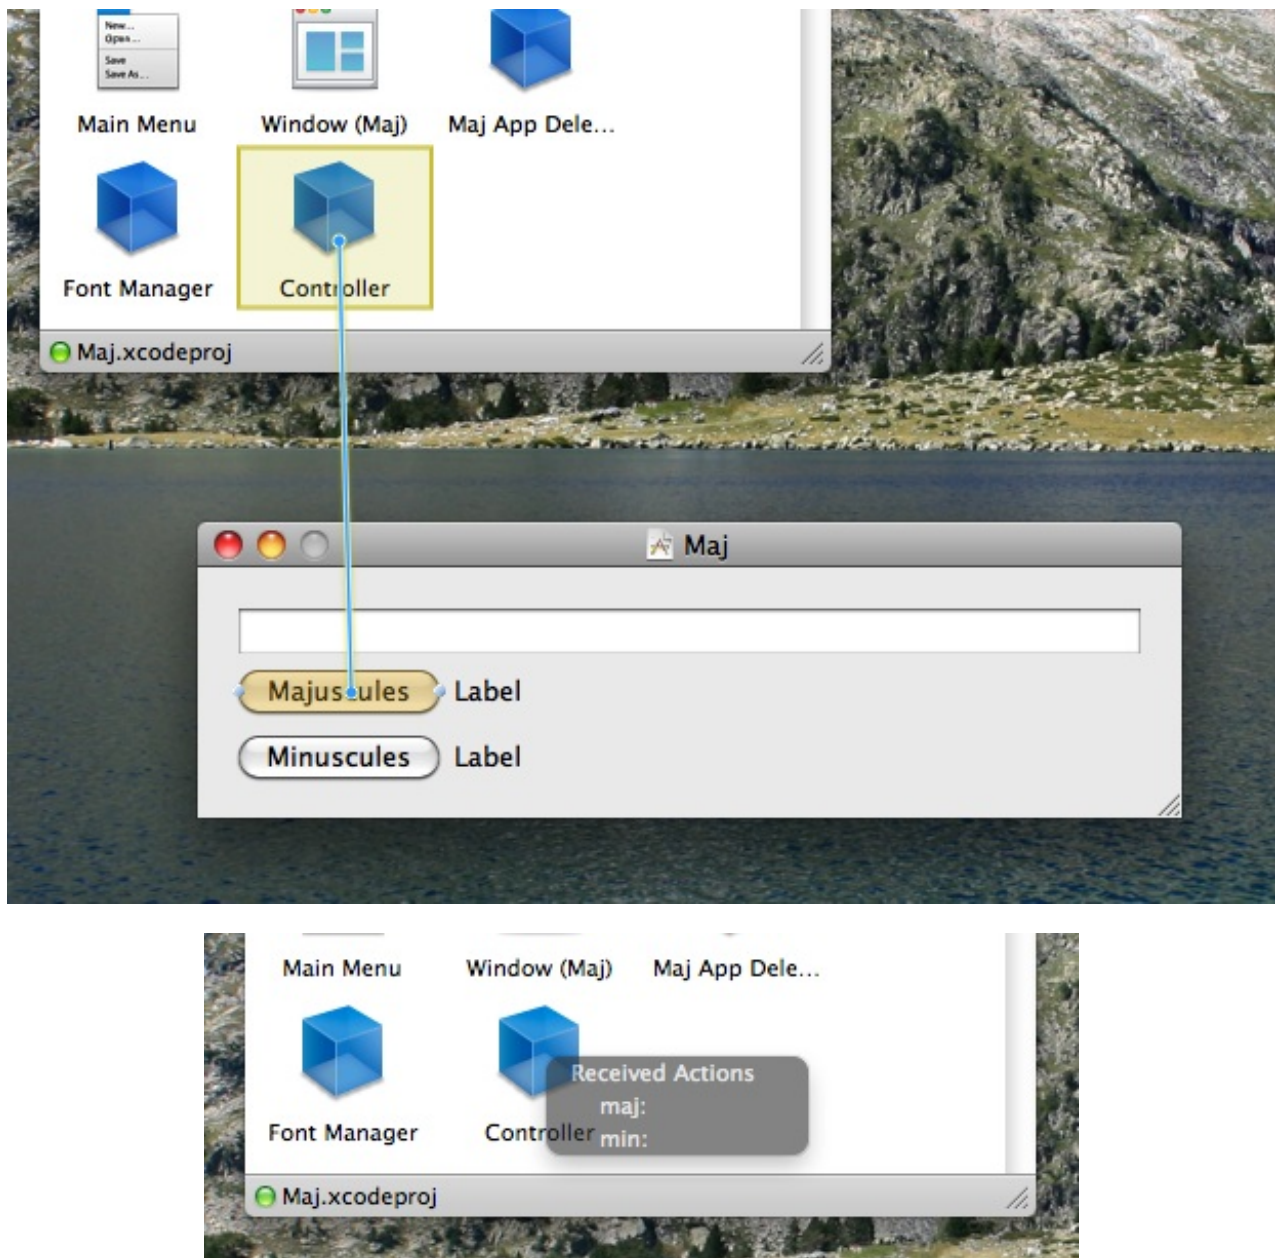 New...
Open...
Save
Save As...
Main Menu
Window (Maj)
Maj App Dele...
Font Manager
Controller
Maj.xcodeproj
Maj
Majuscules
Label
Minuscules
Label
Main Menu
Window (Maj)
Maj App Dele...
Received Actions
maj:
Font Manager
Controller
min:
Maj.xcodeproj